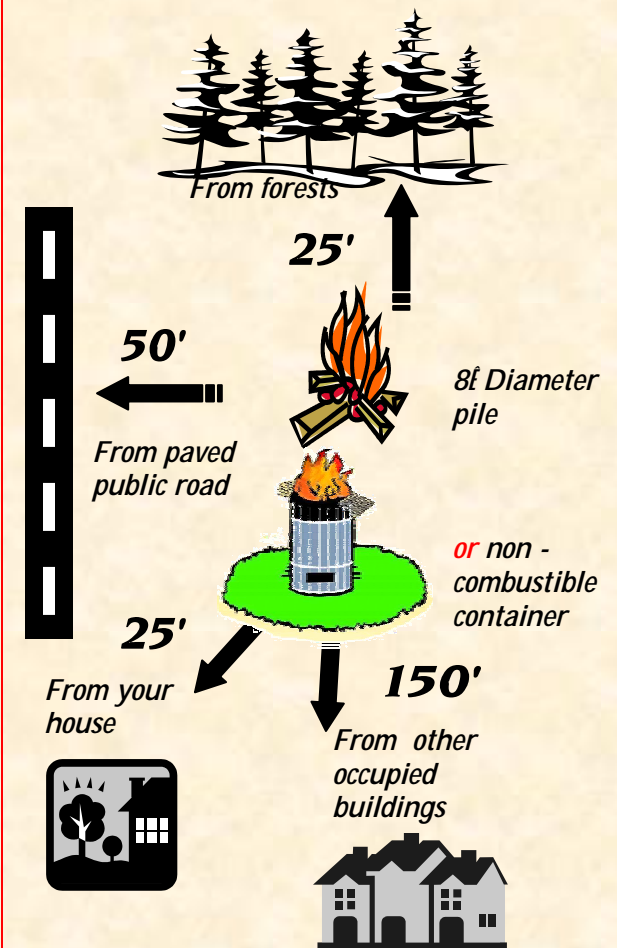 From forests
25'
50'
8f Diameter
pile
From paved
public road
or non -
combustible
container
25'
From your
house
150'
From other
occupied
buildings